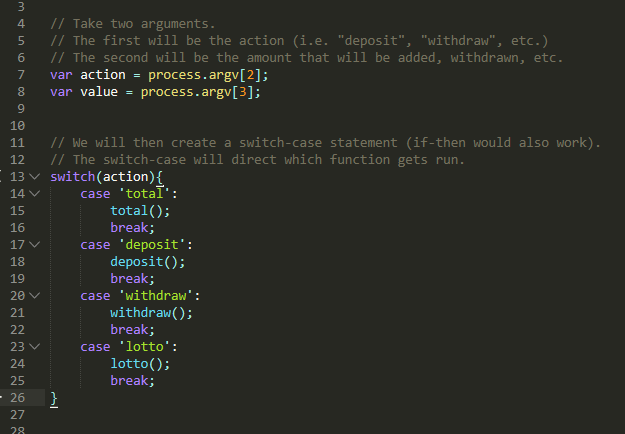 3
4 // Take two arguments.
5 // The first will be the action (i.e. "deposit", "withdraw", etc.)
6 // The second will be the amount that will be added, withdrawn, etc.
7 var action = process.argv[2];
8 var value = process.argv[3];
9
10
11 // We will then create a switch-case statement (if-then would also work).
12 // The switch-case will direct which function gets run.
13 switch(action){
14     case 'total':
15         total();
16         break;
17     case 'deposit':
18         deposit();
19         break;
20     case 'withdraw':
21         withdraw();
22         break;
23     case 'lotto':
24         lotto();
25         break;
26 }
27
28